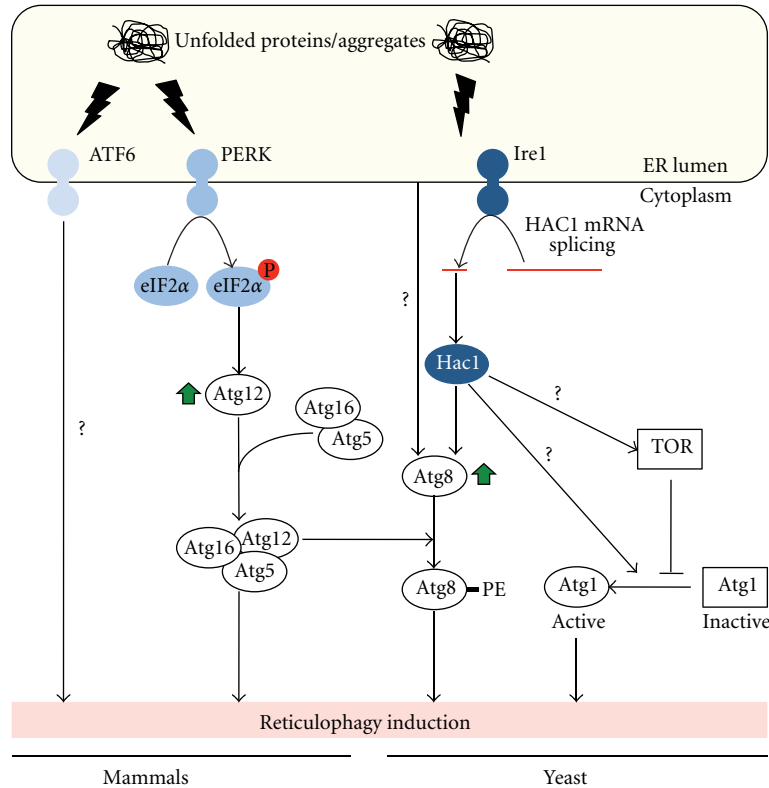 Unfolded proteins/aggregates
ATF6
PERK
Ire1
ER lumen
Cytoplasm
HAC1 mRNA
splicing
eIF2α
eIF2α
P
?
Hac1
?
Atg12
Atg16
Atg5
?
?
TOR
Atg8
Atg16
Atg12
Atg5
Atg8
PE
Atg1
Active
Atg1
Inactive
Reticulophagy induction
Mammals
Yeast